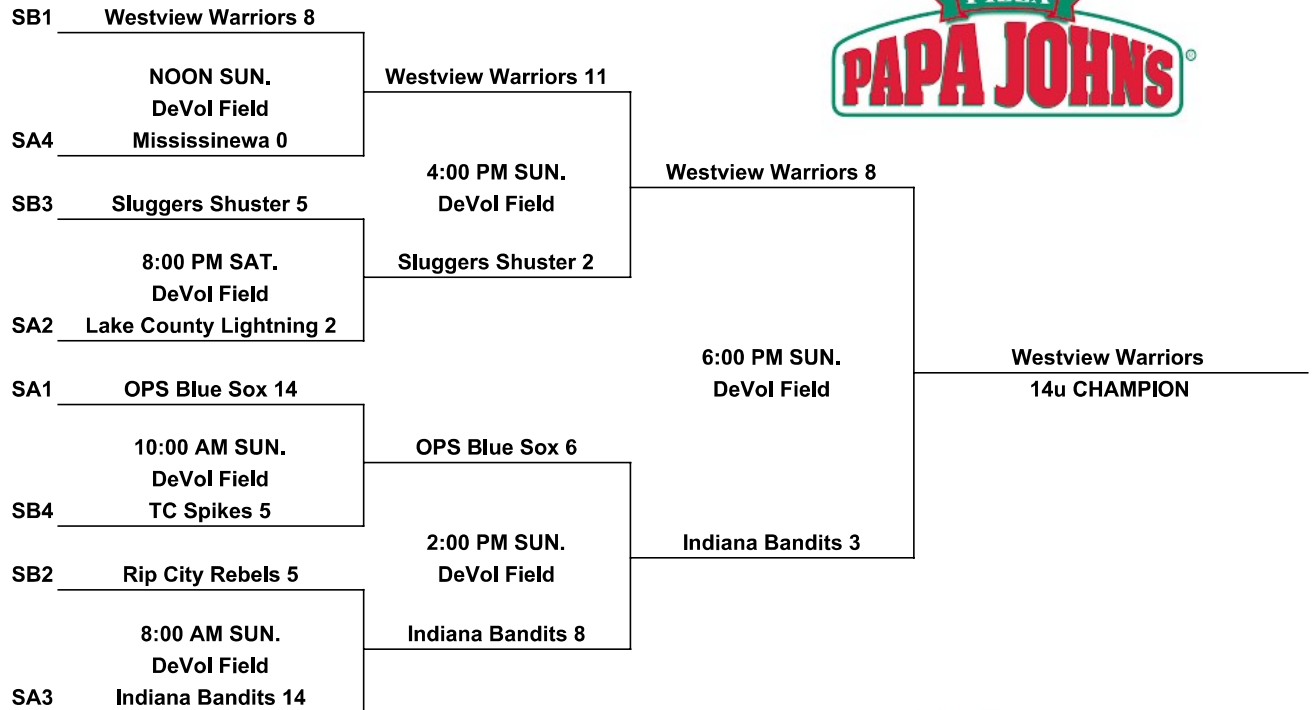 SB1 Westview Warriors 8
PAPA JOHN'S ®
NOON SUN. Westview Warriors 11
DeVol Field
SA4 Mississinewa 0
4:00 PM SUN. Westview Warriors 8
SB3 Sluggers Shuster 5 DeVol Field
8:00 PM SAT. Sluggers Shuster 2
DeVol Field
SA2 Lake County Lightning 2
6:00 PM SUN. Westview Warriors
SA1 OPS Blue Sox 14 DeVol Field 14u CHAMPION
10:00 AM SUN. OPS Blue Sox 6
DeVol Field
SB4 TC Spikes 5
2:00 PM SUN. Indiana Bandits 3
SB2 Rip City Rebels 5 DeVol Field
8:00 AM SUN. Indiana Bandits 8
DeVol Field
SA3 Indiana Bandits 14